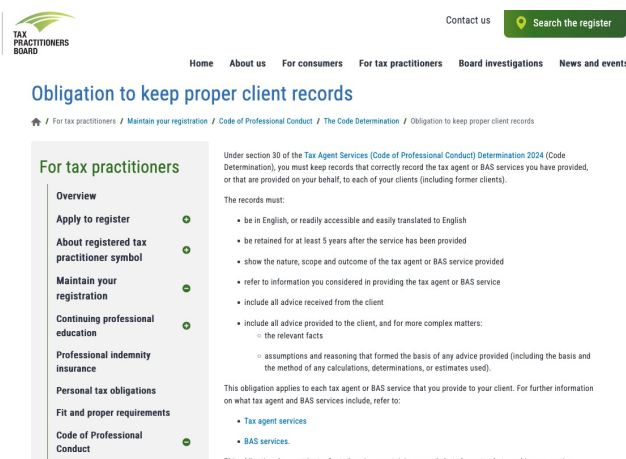 TAX
PRACTITIONERS
BOARD
Contact us
Search the register
Home About us For consumers For tax practitioners Board investigations News and events
Obligation to keep proper client records
/ For tax practitioners / Maintain your registration / Code of Professional Conduct / The Code Determination / Obligation to keep proper client records
For tax practitioners
Overview
Apply to register
About registered tax
practitioner symbol
Maintain your
registration
Continuing professional
education
Professional indemnity
insurance
Personal tax obligations
Fit and proper requirements
Code of Professional
Conduct
Under section 30 of the Tax Agent Services (Code of Professional Conduct) Determination 2024 (Code
Determination), you must keep records that correctly record the tax agent or BAS services you have provided,
or that are provided on your behalf, to each of your clients (including former clients).
The records must:
• be in English, or readily accessible and easily translated to English
• be retained for at least 5 years after the service has been provided
• show the nature, scope and outcome of the tax agent or BAS service provided
• refer to information you considered in providing the tax agent or BAS service
• include all advice received from the client
• include all advice provided to the client, and for more complex matters:
○ the relevant facts
○ assumptions and reasoning that formed the basis of any advice provided (including the basis and
the method of any calculations, determinations, or estimates used).
This obligation applies to each tax agent or BAS service that you provide to your client. For further information
on what tax agent and BAS services include, refer to:
• Tax agent services
• BAS services.